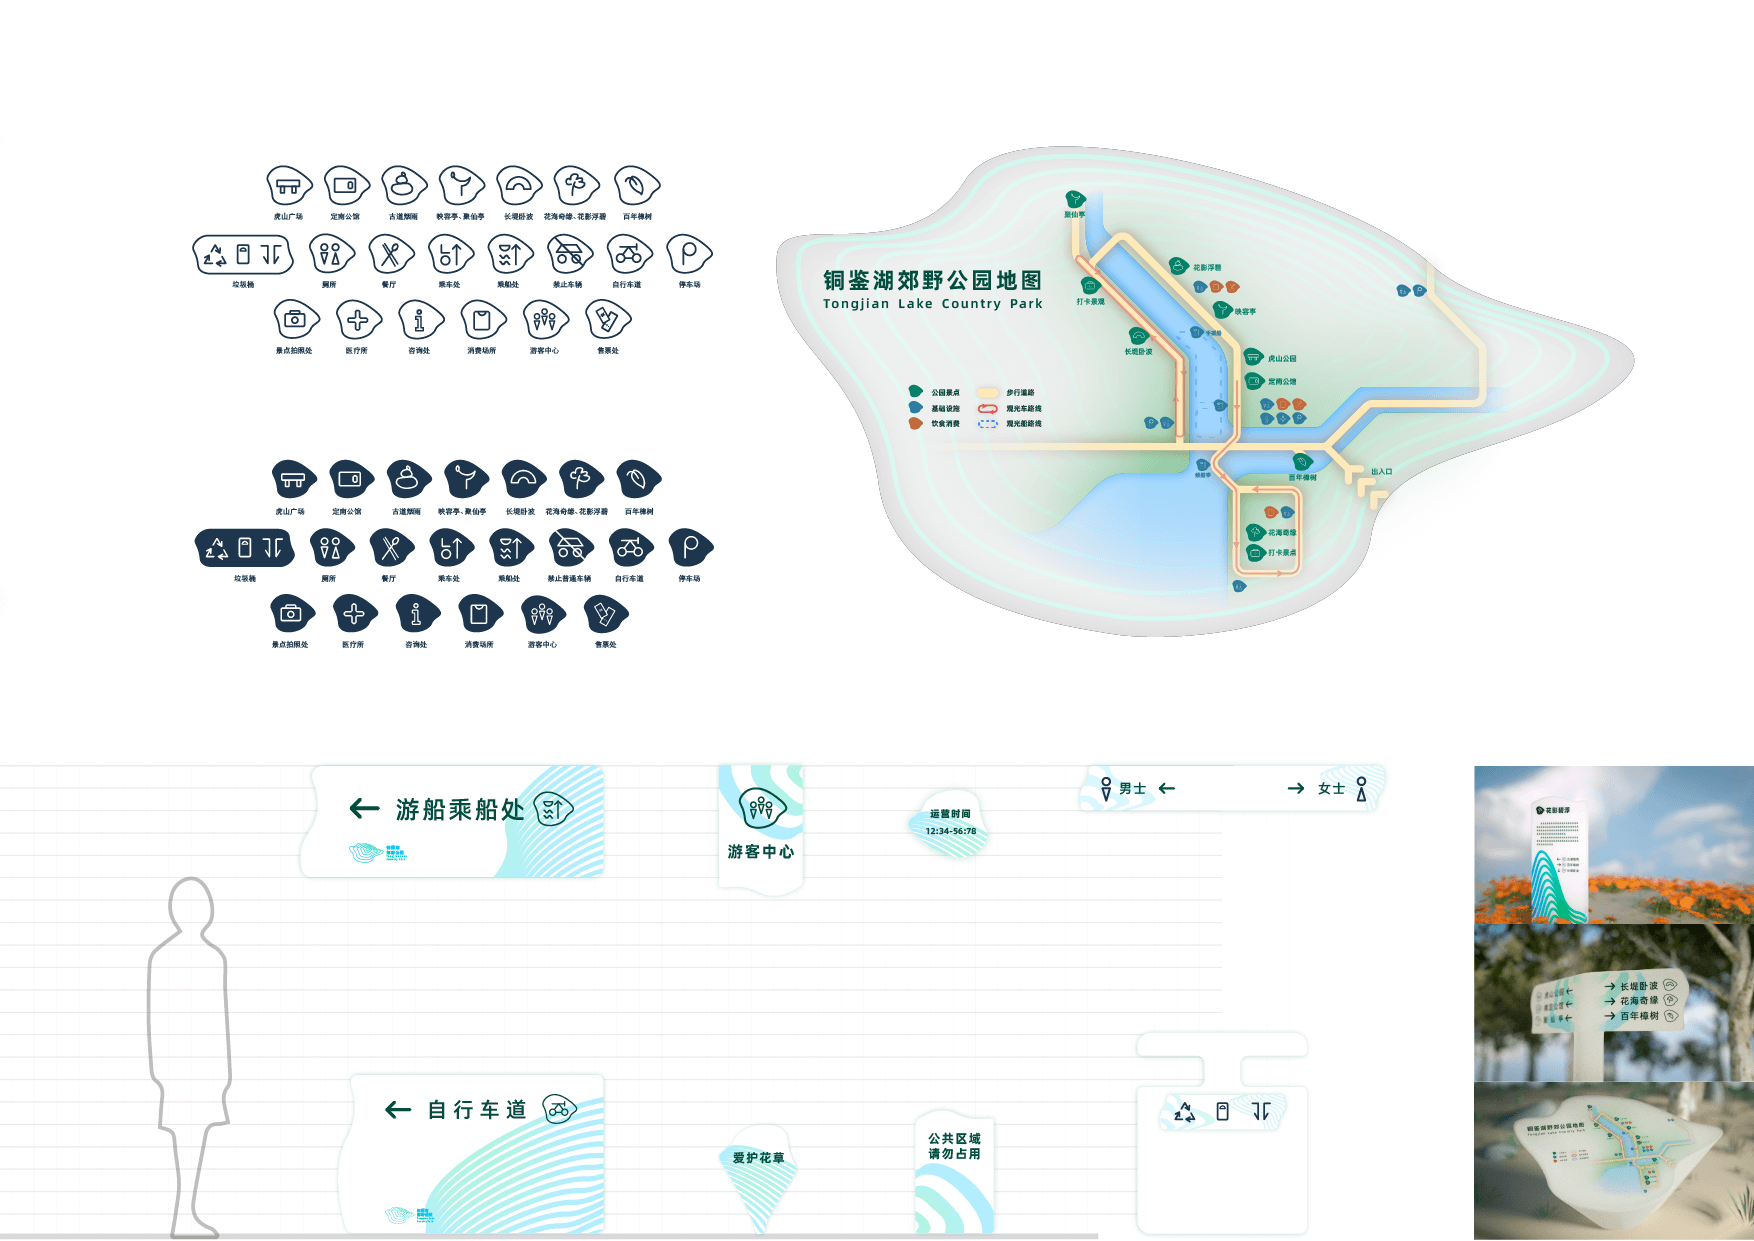 虎山广场 定南公馆 古道烟雨 映容亭、聚仙亭 长堤卧波 花海奇缘、花影浮碧 百年樟树
垃圾桶 厕所 餐厅 乘车处 乘船处 禁止车辆 自行车道 停车场
景点拍照处 医疗所 咨询处 消费场所 游客中心 售票处
虎山广场 定南公馆 古道烟雨 映容亭、聚仙亭 长堤卧波 花海奇缘、花影浮碧 百年樟树
垃圾桶 厕所 餐厅 乘车处 乘船处 禁止普通车辆 自行车道 停车场
景点拍照处 医疗所 咨询处 消费场所 游客中心 售票处
铜鉴湖郊野公园地图
Tongjian Lake Country Park
聚仙亭
花影浮碧
打卡景观
映容亭
长堤卧波
虎山公园
定南公馆
公园景点 步行道路
基础设施 观光车路线
饮食消费 观光船路线
出入口
百年樟树
花海奇缘
打卡景点
游船乘船处
游客中心
运营时间
12:34-56:78
男士
女士
自行车道
爱护花草
公共区域
请勿占用
花影碧浮
长堤卧波
花海奇缘
百年樟树
铜鉴湖野郊公园地图
Tongjian Lake Country Park